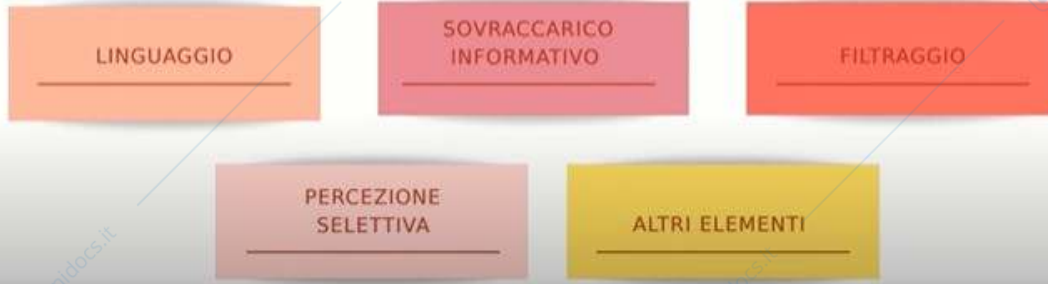 LINGUAGGIO
SOVRACCARICO
INFORMATIVO
FILTRAGGIO
PERCEZIONE
SELETTIVA
ALTRI ELEMENTI